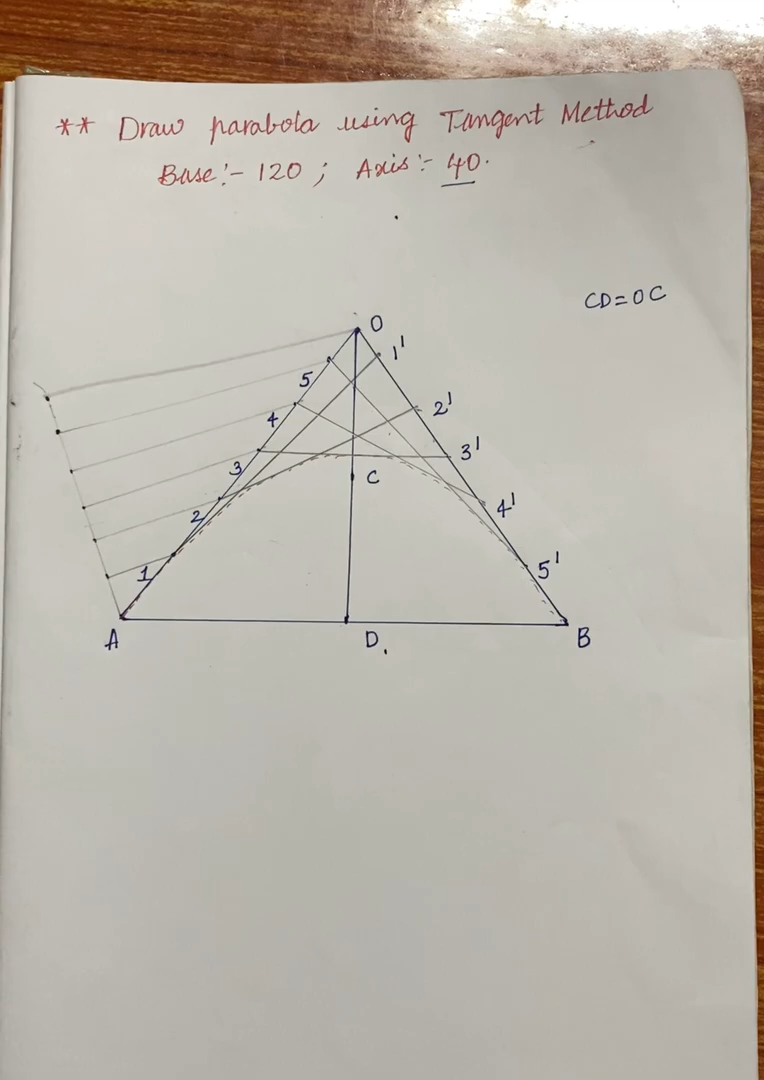 ** Draw parabola using Tangent Method
Base:- 120 ; Axis:- 40.
CD=OC
O
1'
5
2'
4
3'
3
C
4'
2
5'
1
A
D.
B